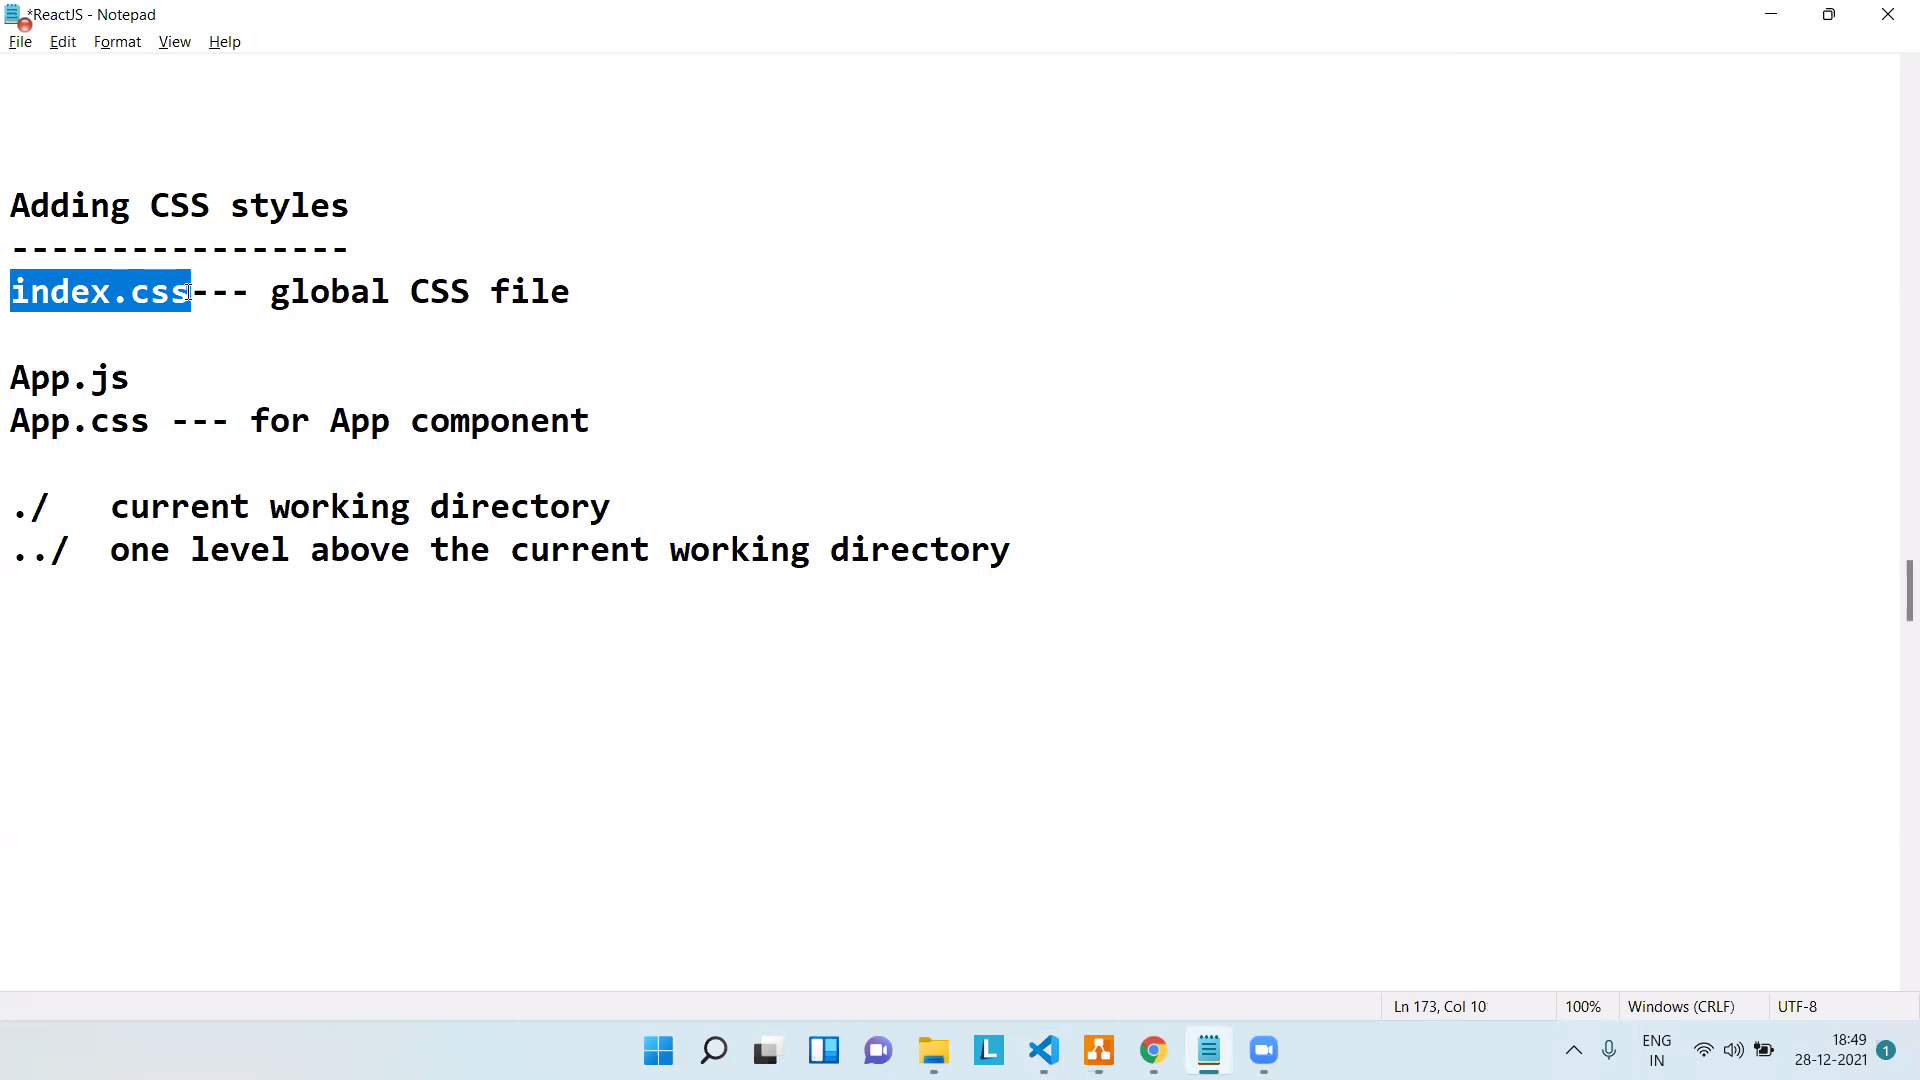 *ReactJS - Notepad
File Edit Format View Help
Adding CSS styles
-----------------
index.css--- global CSS file
App.js
App.css --- for App component
./   current working directory
../  one level above the current working directory
Ln 173, Col 10 100% Windows (CRLF) UTF-8
L
ENG
IN
18:49
28-12-2021
1